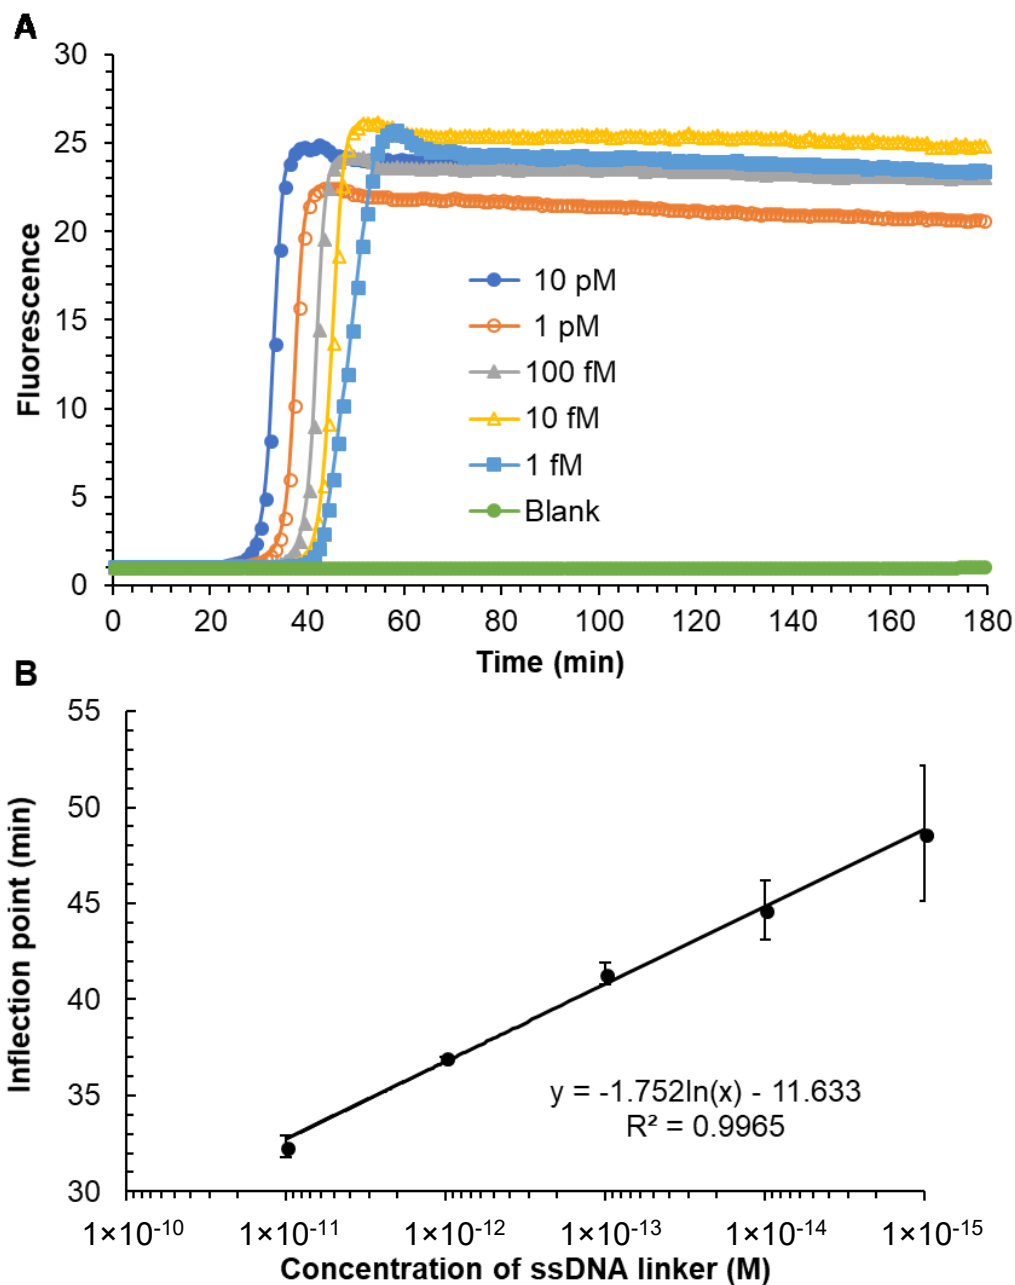 A
30
25
20
15
10
5
0
Fluorescence
10 pM
1 pM
100 fM
10 fM
1 fM
Blank
0 20 40 60 80 100 120 140 160 180
Time (min)
B
55
50
45
40
35
30
Inflection point (min)
y = -1.752ln(x) - 11.633
R² = 0.9965
1×10-10 1×10-11 1×10-12 1×10-13 1×10-14 1×10-15
Concentration of ssDNA linker (M)